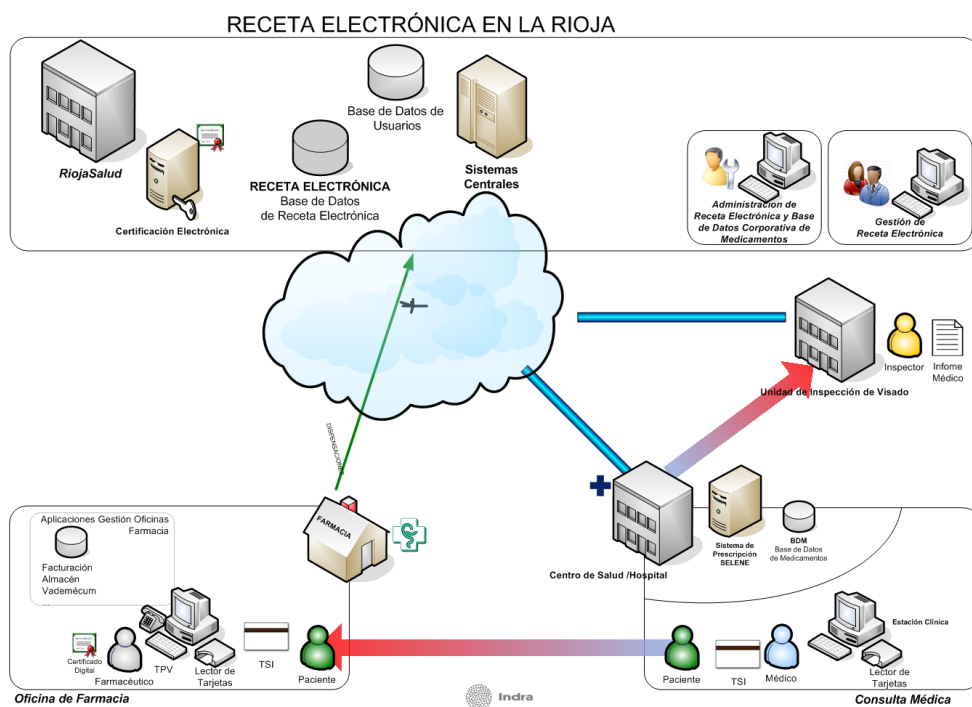 RECETA ELECTRÓNICA EN LA RIOJA
RiojaSalud
Certificación Electrónica
Base de Datos de
Usuarios
RECETA ELECTRÓNICA
Base de Datos
de Receta Electrónica
Sistemas
Centrales
Administración de
Receta Electrónica y Base
de Datos Corporativa de
Medicamentos
Gestión de
Receta Electrónica
Unidad de Inspección de Visado
Inspector
Infome
Médico
DISPENSACIONES
FARMACIA
Aplicaciones Gestión Oficinas
Farmacia
Facturación
Almacén
Vademécum
...
Certificado
Digital
Farmacéutico
TPV
Lector de
Tarjetas
TSI
Paciente
Oficina de Farmacia
Centro de Salud /Hospital
Sistema de
Prescripción
SELENE
BDM
Base de Datos
de Medicamentos
Estación Clínica
Paciente
TSI
Médico
Lector de
Tarjetas
Consulta Médica
Indra